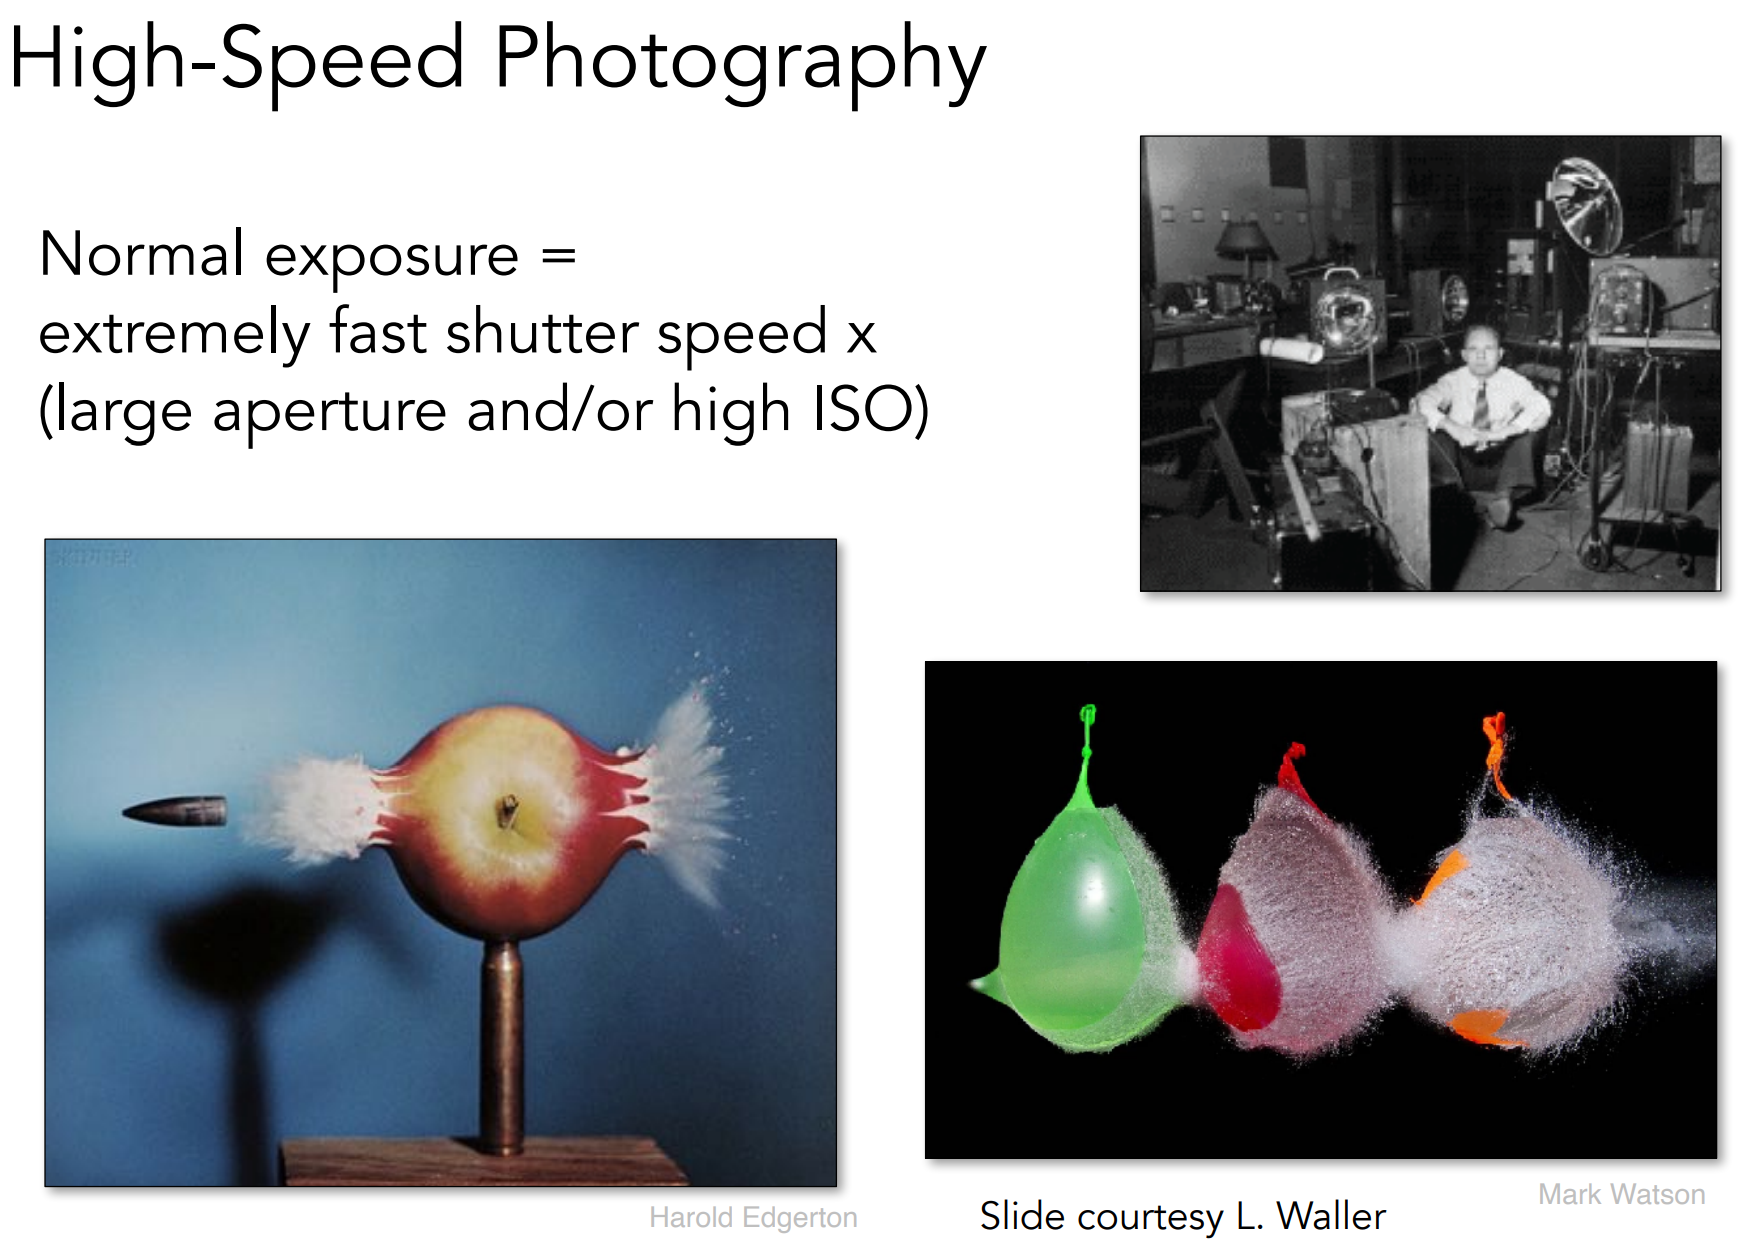 High-Speed Photography
Normal exposure =
extremely fast shutter speed x
(large aperture and/or high ISO)
Harold Edgerton
Mark Watson
Slide courtesy L. Waller